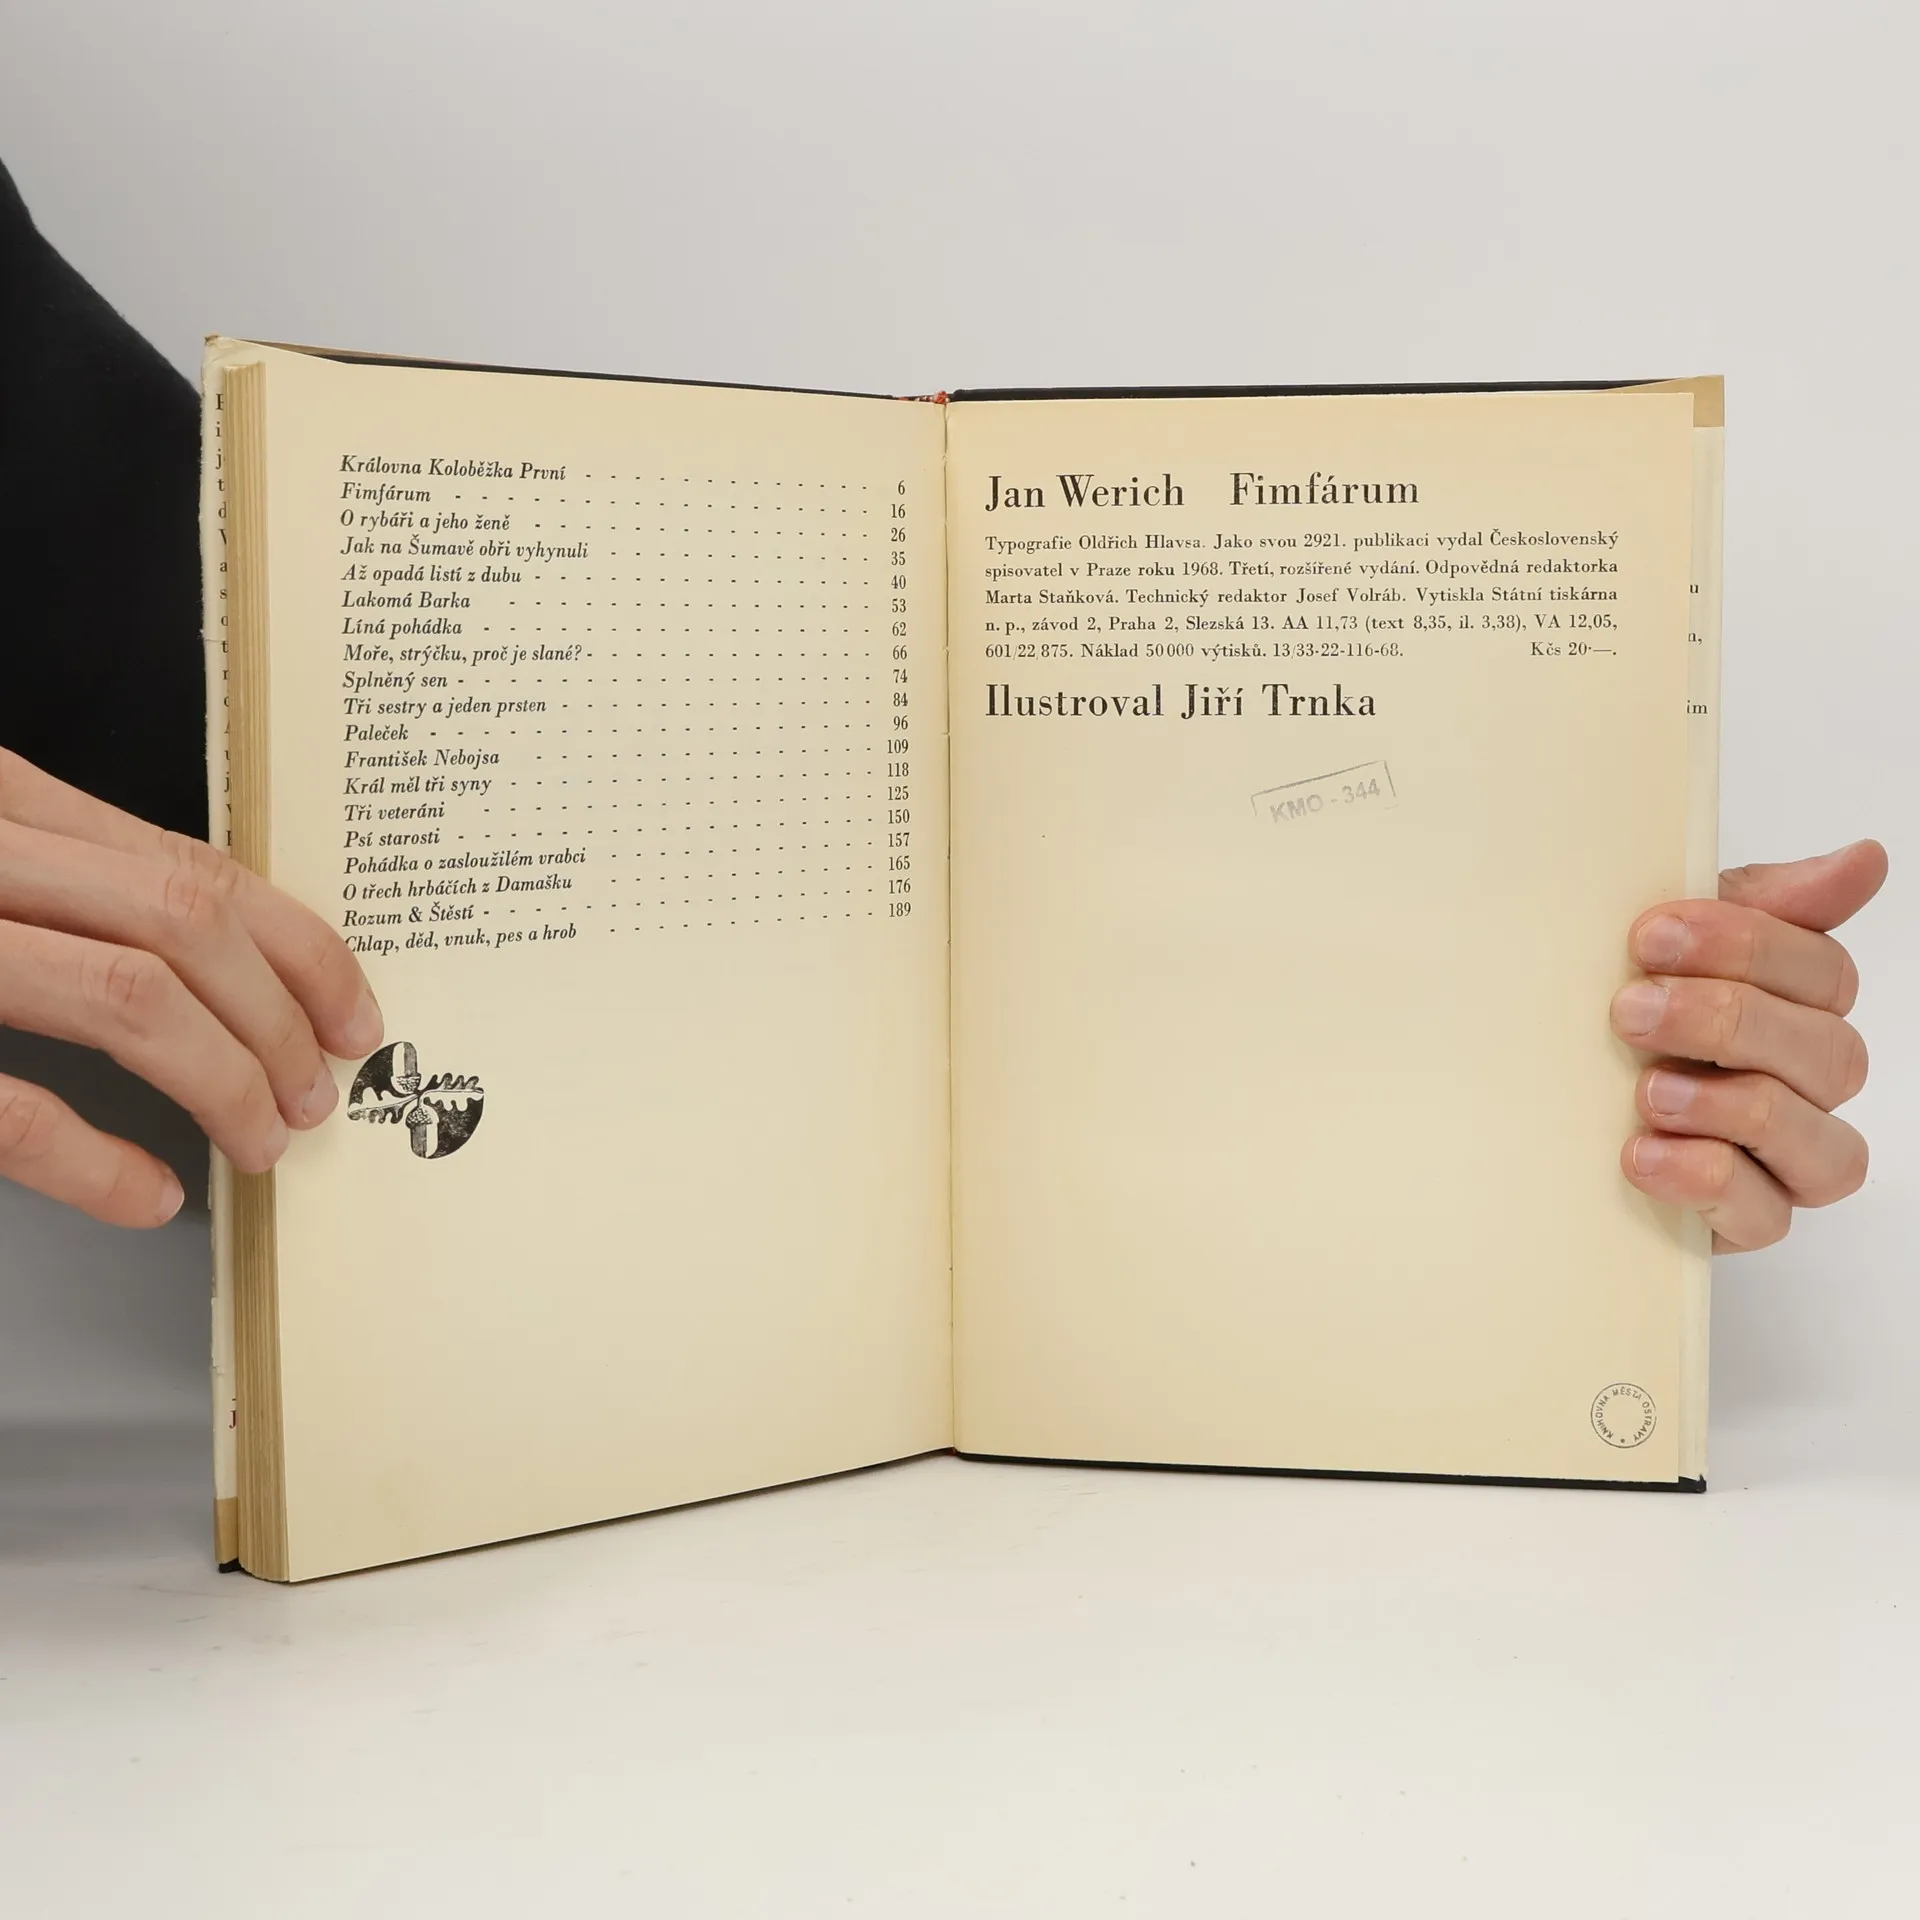 Královna Koloběžka První - - - - - - - - - - - - 6
Fimfárum - - - - - - - - - - - - - - - - - 16
O rybáři a jeho ženě - - - - - - - - - - - - - - 26
Jak na Šumavě obři vyhynuli - - - - - - - - - - - 35
Až opadá listí z dubu - - - - - - - - - - - - - - 40
Lakomá Barka - - - - - - - - - - - - - - - 53
Líná pohádka - - - - - - - - - - - - - - - - 62
Moře, strýčku, proč je slané? - - - - - - - - - - - - 66
Splněný sen - - - - - - - - - - - - - - - - - 74
Tři sestry a jeden prsten - - - - - - - - - - - - - 84
Paleček - - - - - - - - - - - - - - - - - - 96
František Nebojsa - - - - - - - - - - - - - - 109
Král měl tři syny - - - - - - - - - - - - - - - 118
Tři veteráni - - - - - - - - - - - - - - - - 125
Psí starosti - - - - - - - - - - - - - - - - - 150
Pohádka o zasloužilém vrabci - - - - - - - - - - - 157
O třech hrbáčích z Damašku - - - - - - - - - - - 165
Rozum & Štěstí - - - - - - - - - - - - - - - - 176
Chlap, děd, vnuk, pes a hrob - - - - - - - - - - - 189
Jan Werich Fimfárum
Typografie Oldřich Hlavsa. Jako svou 2921. publikaci vydal Československý
spisovatel v Praze roku 1968. Třetí, rozšířené vydání. Odpovědná redaktorka
Marta Staňková. Technický redaktor Josef Volráb. Vytiskla Státní tiskárna
n. p., závod 2, Praha 2, Slezská 13. AA 11,73 (text 8,35, il. 3,38), VA 12,05,
601/22,875. Náklad 50000 výtisků. 13/33-22-116-68. Kčs 20·—.
Ilustroval Jiří Trnka
KMO - 344
KNIHOVNA MĚSTA OSTRAVY